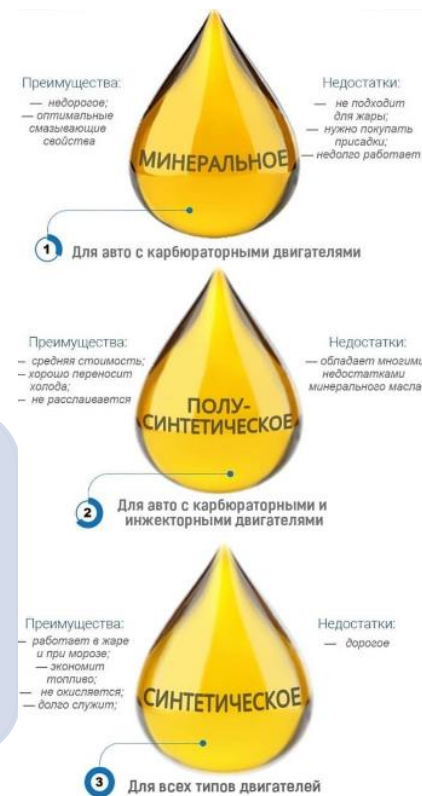 Преимущества:
— недорогое;
— оптимальные
смазывающие
свойства
Недостатки:
— не подходит
для жары;
— нужно покупать
присадки;
— недолго работает
МИНЕРАЛЬНОЕ
1 Для авто с карбюраторными двигателями
Преимущества:
— средняя стоимость;
— хорошо переносит
холода;
— не расслаивается
Недостатки:
— обладает многими
недостатками
минерального масла
ПОЛУ-
СИНТЕТИЧЕСКОЕ
2 Для авто с карбюраторными и
инжекторными двигателями
Преимущества:
— работает в жаре
и при морозе;
— экономит
топливо;
— не окисляется;
— долго служит;
Недостатки:
— дорогое
СИНТЕТИЧЕСКОЕ
3 Для всех типов двигателей